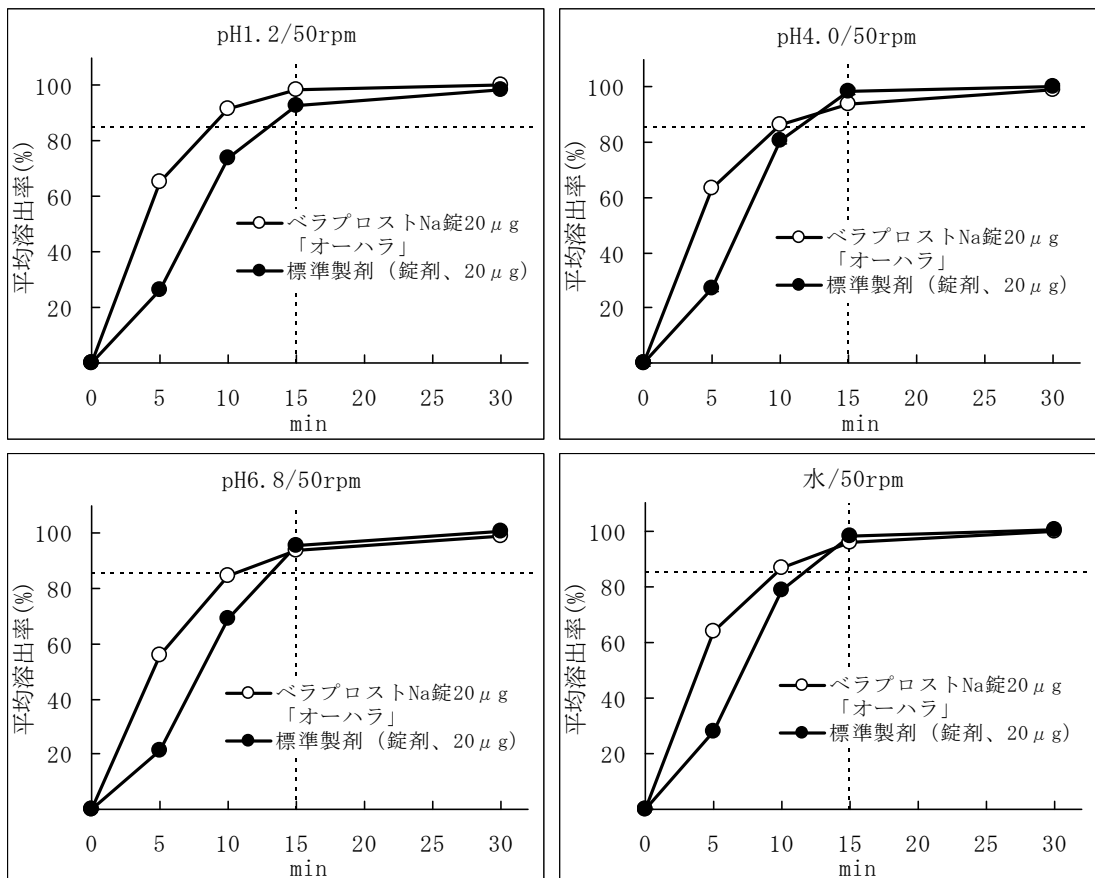 pH1.2/50rpm
平均溶出率(%)
100
80
60
40
20
ベラプロストNa錠20μg
「オーハラ」
標準製剤 (錠剤、20μg)
0 5 10 15 20 25 30
min
pH4.0/50rpm
平均溶出率(%)
100
80
60
40
20
ベラプロストNa錠20μg
「オーハラ」
標準製剤 (錠剤、20μg)
0 5 10 15 20 25 30
min
pH6.8/50rpm
平均溶出率(%)
100
80
60
40
20
ベラプロストNa錠20μg
「オーハラ」
標準製剤 (錠剤、20μg)
0 5 10 15 20 25 30
min
水/50rpm
平均溶出率(%)
100
80
60
40
20
ベラプロストNa錠20μg
「オーハラ」
標準製剤 (錠剤、20μg)
0 5 10 15 20 25 30
min